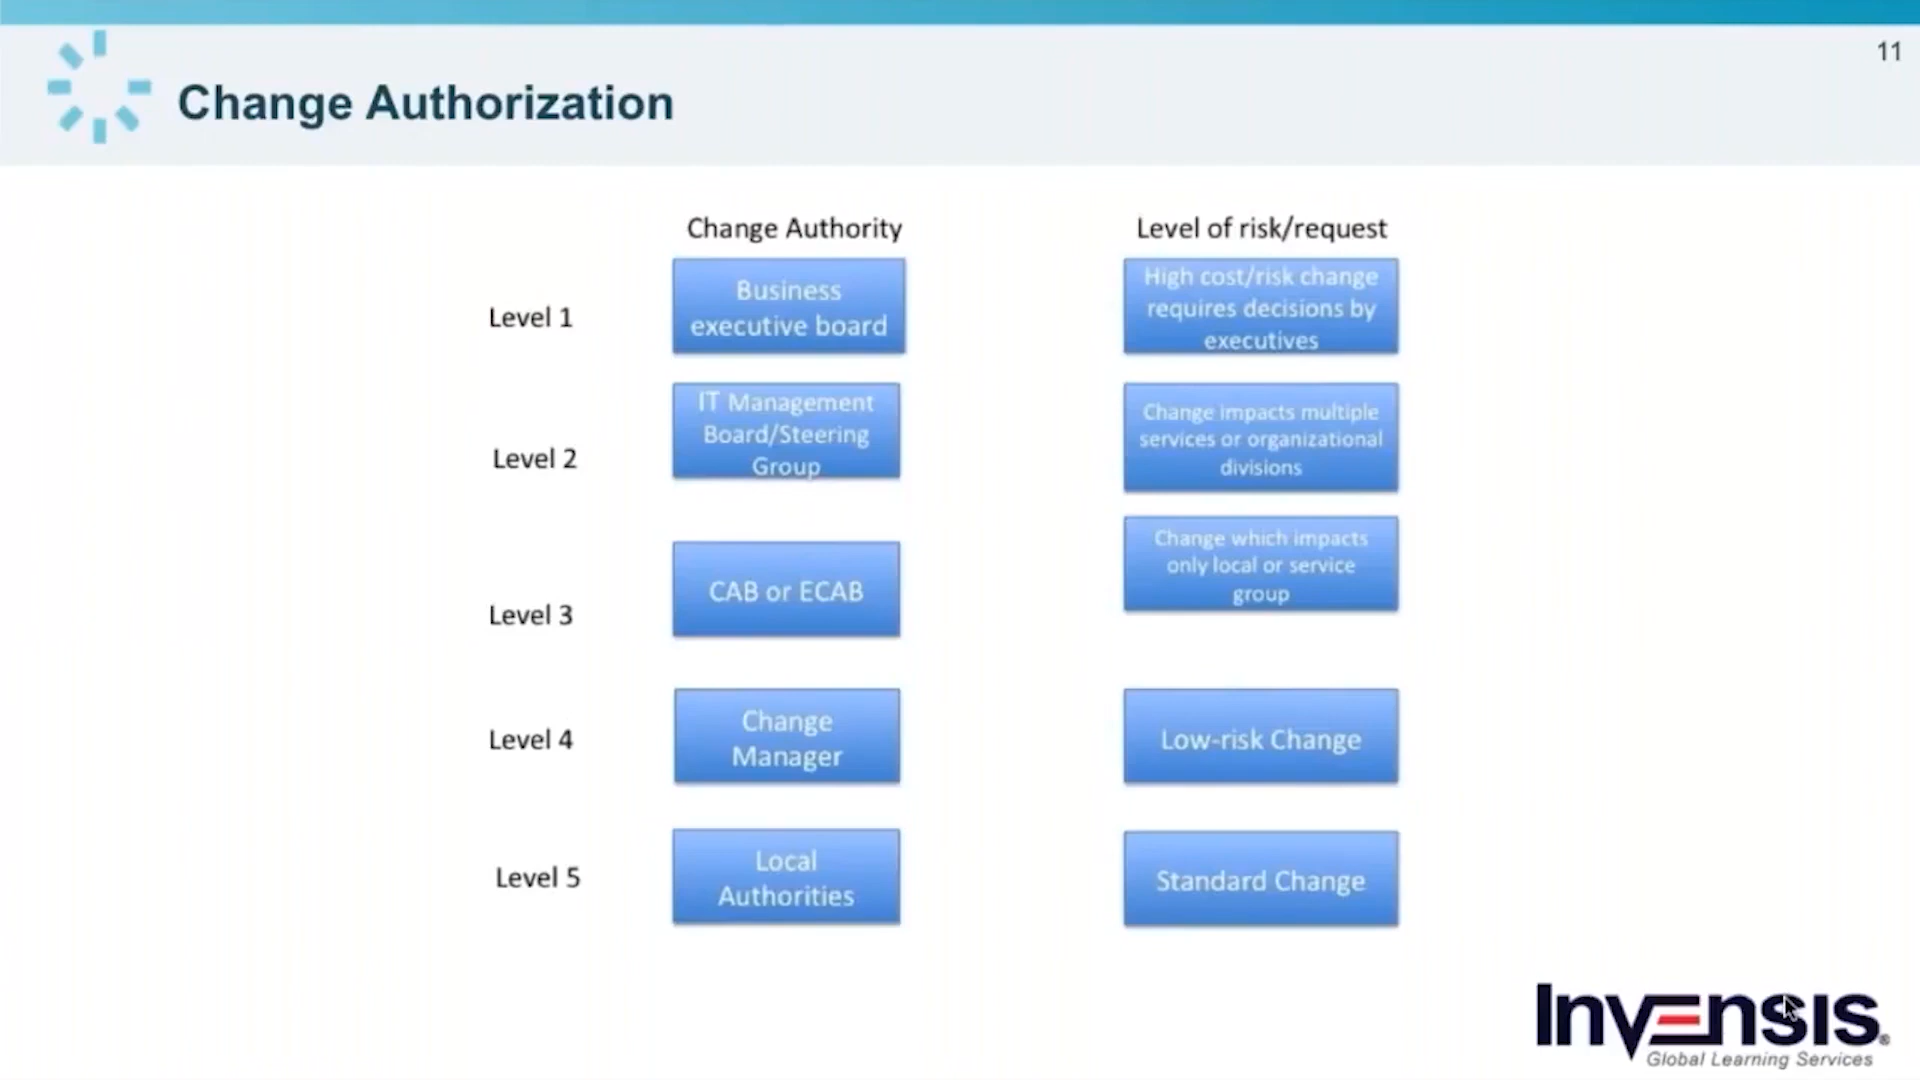 11
Change Authorization
Change Authority
Level of risk/request
Level 1
Business
executive board
High cost/risk change
requires decisions by
executives
Level 2
IT Management
Board/Steering
Group
Change impacts multiple
services or organizational
divisions
Level 3
CAB or ECAB
Change which impacts
only local or service
group
Level 4
Change
Manager
Low-risk Change
Level 5
Local
Authorities
Standard Change
Invensis®
Global Learning Services